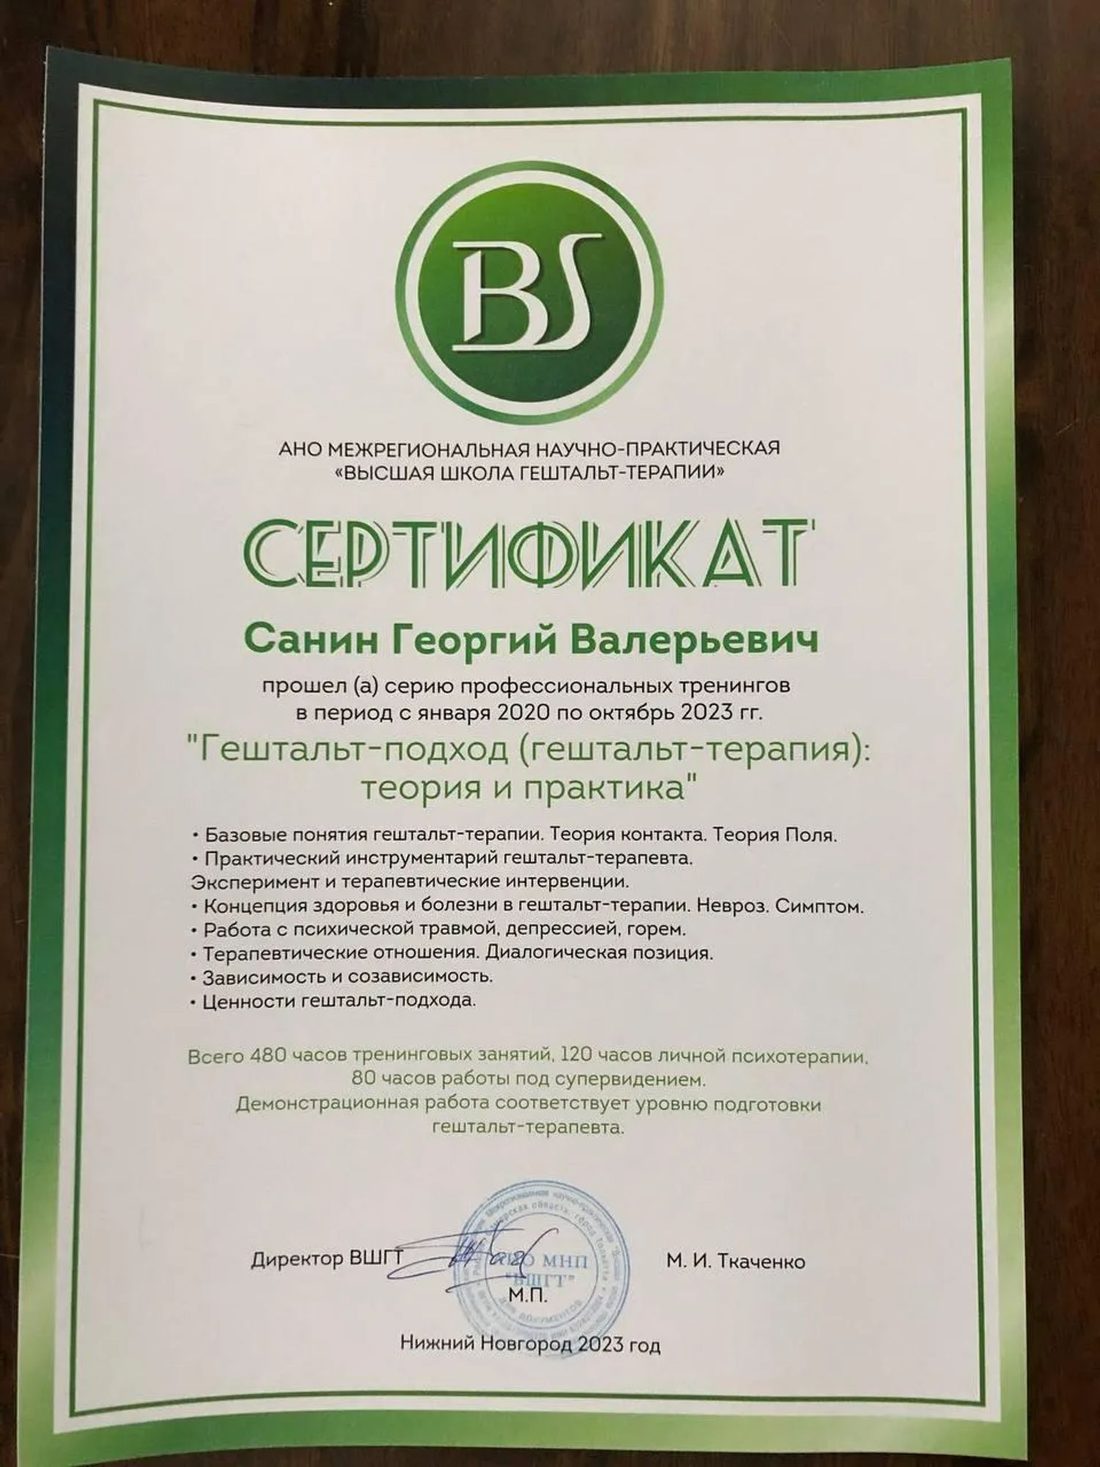 BS
АНО МЕЖРЕГИОНАЛЬНАЯ НАУЧНО-ПРАКТИЧЕСКАЯ
«ВЫСШАЯ ШКОЛА ГЕШТАЛЬТ-ТЕРАПИИ»
СЕРТИФИКАТ
Санин Георгий Валерьевич
прошел (а) серию профессиональных тренингов
в период с января 2020 по октябрь 2023 гг.
"Гештальт-подход (гештальт-терапия):
теория и практика"
• Базовые понятия гештальт-терапии. Теория контакта. Теория Поля.
• Практический инструментарий гештальт-терапевта.
Эксперимент и терапевтические интервенции.
• Концепция здоровья и болезни в гештальт-терапии. Невроз. Симптом.
• Работа с психической травмой, депрессией, горем.
• Терапевтические отношения. Диалогическая позиция.
• Зависимость и созависимость.
• Ценности гештальт-подхода.
Всего 480 часов тренинговых занятий, 120 часов личной психотерапии,
80 часов работы под супервидением.
Демонстрационная работа соответствует уровню подготовки
гештальт-терапевта.
Директор ВШГТ
М. И. Ткаченко
МНП
"ВШГТ"
М.П.
ДОКУМЕНТОВ
Нижний Новгород 2023 год